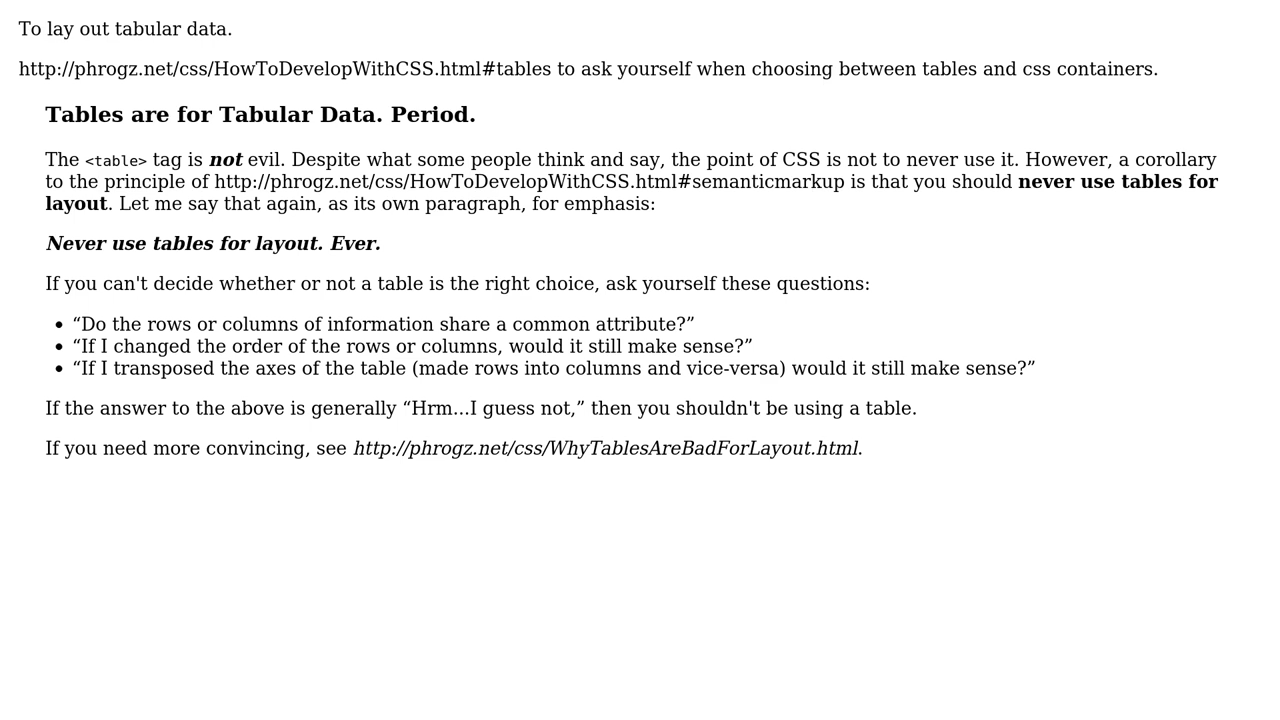 To lay out tabular data.
http://phrogz.net/css/HowToDevelopWithCSS.html#tables to ask yourself when choosing between tables and css containers.
Tables are for Tabular Data. Period.
The <table> tag is not evil. Despite what some people think and say, the point of CSS is not to never use it. However, a corollary
to the principle of http://phrogz.net/css/HowToDevelopWithCSS.html#semanticmarkup is that you should never use tables for
layout. Let me say that again, as its own paragraph, for emphasis:
Never use tables for layout. Ever.
If you can't decide whether or not a table is the right choice, ask yourself these questions:
• “Do the rows or columns of information share a common attribute?”
• “If I changed the order of the rows or columns, would it still make sense?”
• “If I transposed the axes of the table (made rows into columns and vice-versa) would it still make sense?”
If the answer to the above is generally “Hrm...I guess not,” then you shouldn't be using a table.
If you need more convincing, see http://phrogz.net/css/WhyTablesAreBadForLayout.html.